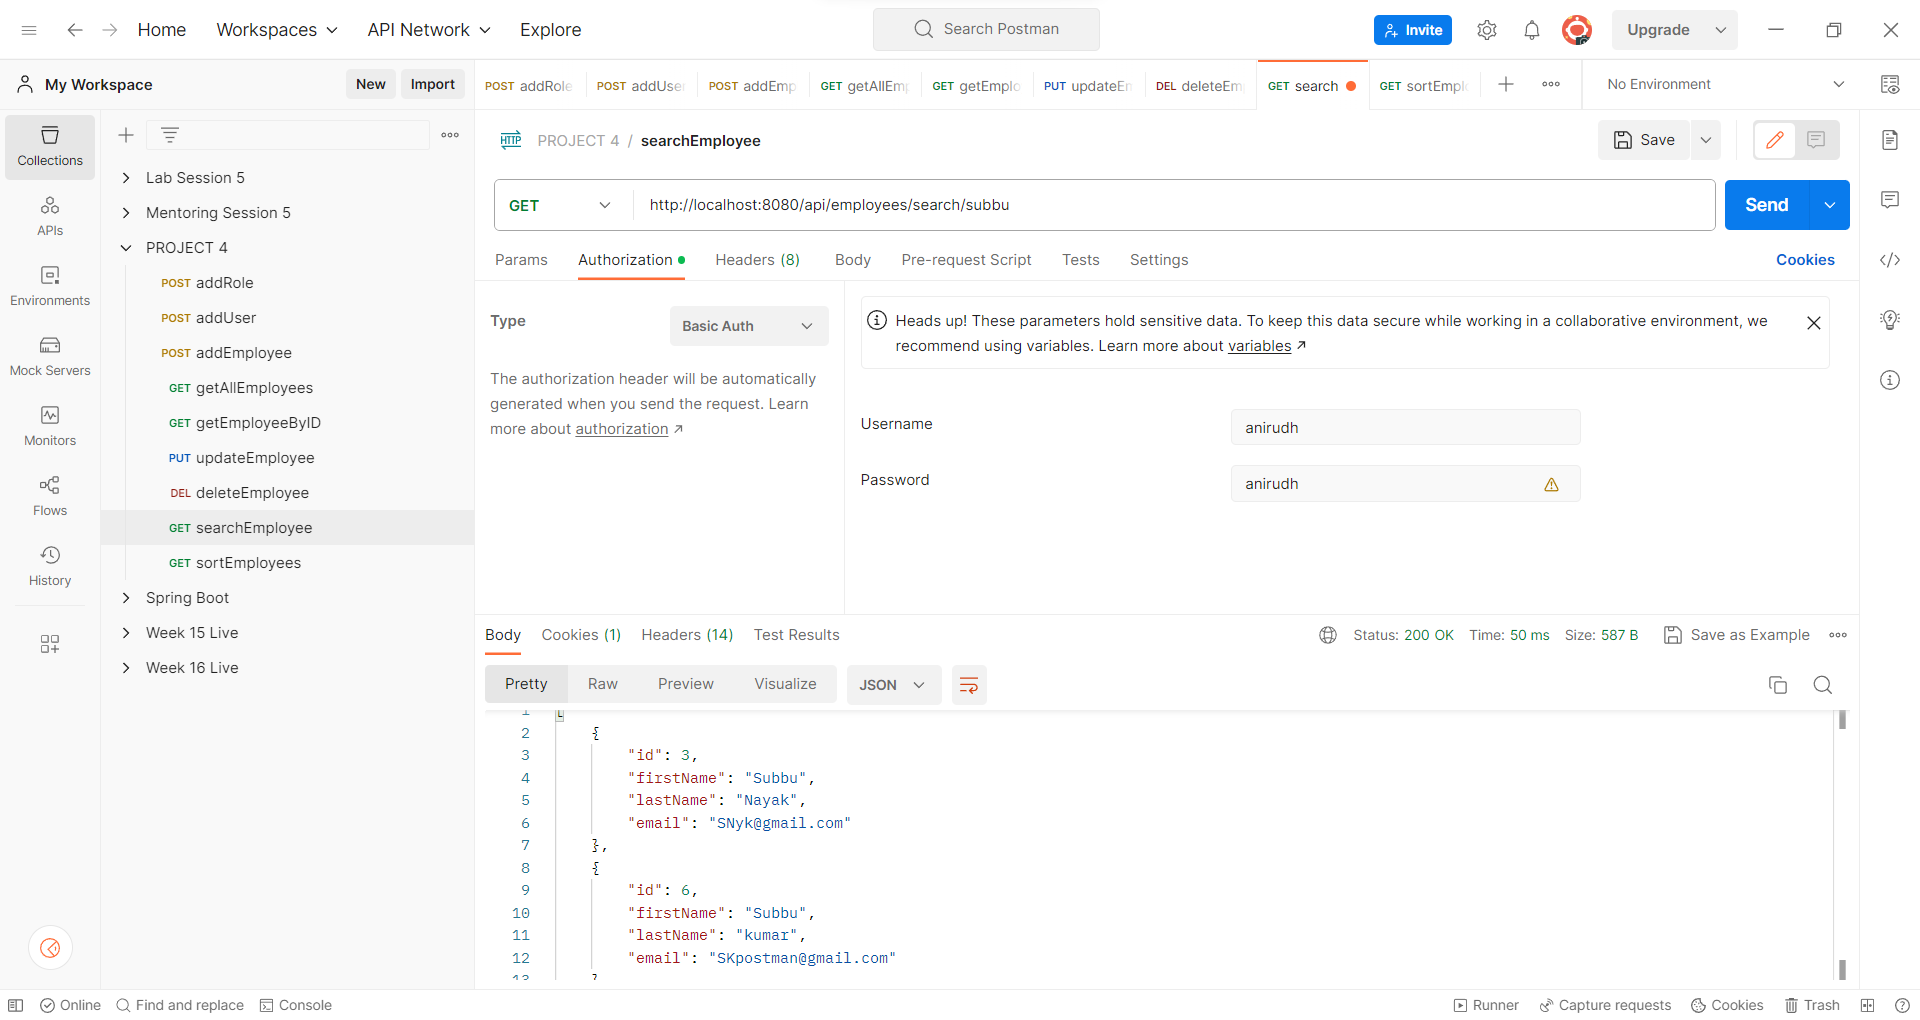 Home Workspaces API Network Explore Search Postman Invite Upgrade
My Workspace New Import
POST addRole POST addUse POST addEmp GET getAllEmp GET getEmplo PUT updateEm DEL deleteEm GET search GET sortEmpl No Environment
Collections
APIs
Environments
Mock Servers
Monitors
Flows
History
Lab Session 5
Mentoring Session 5
PROJECT 4
POST addRole
POST addUser
POST addEmployee
GET getAllEmployees
GET getEmployeeByID
PUT updateEmployee
DEL deleteEmployee
GET searchEmployee
GET sortEmployees
Spring Boot
Week 15 Live
Week 16 Live
HTTP PROJECT 4 / searchEmployee Save
GET http://localhost:8080/api/employees/search/subbu Send
Params Authorization Headers (8) Body Pre-request Script Tests Settings Cookies
Type Basic Auth
The authorization header will be automatically
generated when you send the request. Learn
more about authorization ↗
Heads up! These parameters hold sensitive data. To keep this data secure while working in a collaborative environment, we
recommend using variables. Learn more about variables ↗
Username anirudh
Password anirudh
Body Cookies (1) Headers (14) Test Results Status: 200 OK Time: 50 ms Size: 587 B Save as Example
Pretty Raw Preview Visualize JSON
1 [
2 {
3 "id": 3,
4 "firstName": "Subbu",
5 "lastName": "Nayak",
6 "email": "SNyk@gmail.com"
7 },
8 {
9 "id": 6,
10 "firstName": "Subbu",
11 "lastName": "kumar",
12 "email": "SKpostman@gmail.com"
13 }
Online Find and replace Console Runner Capture requests Cookies Trash